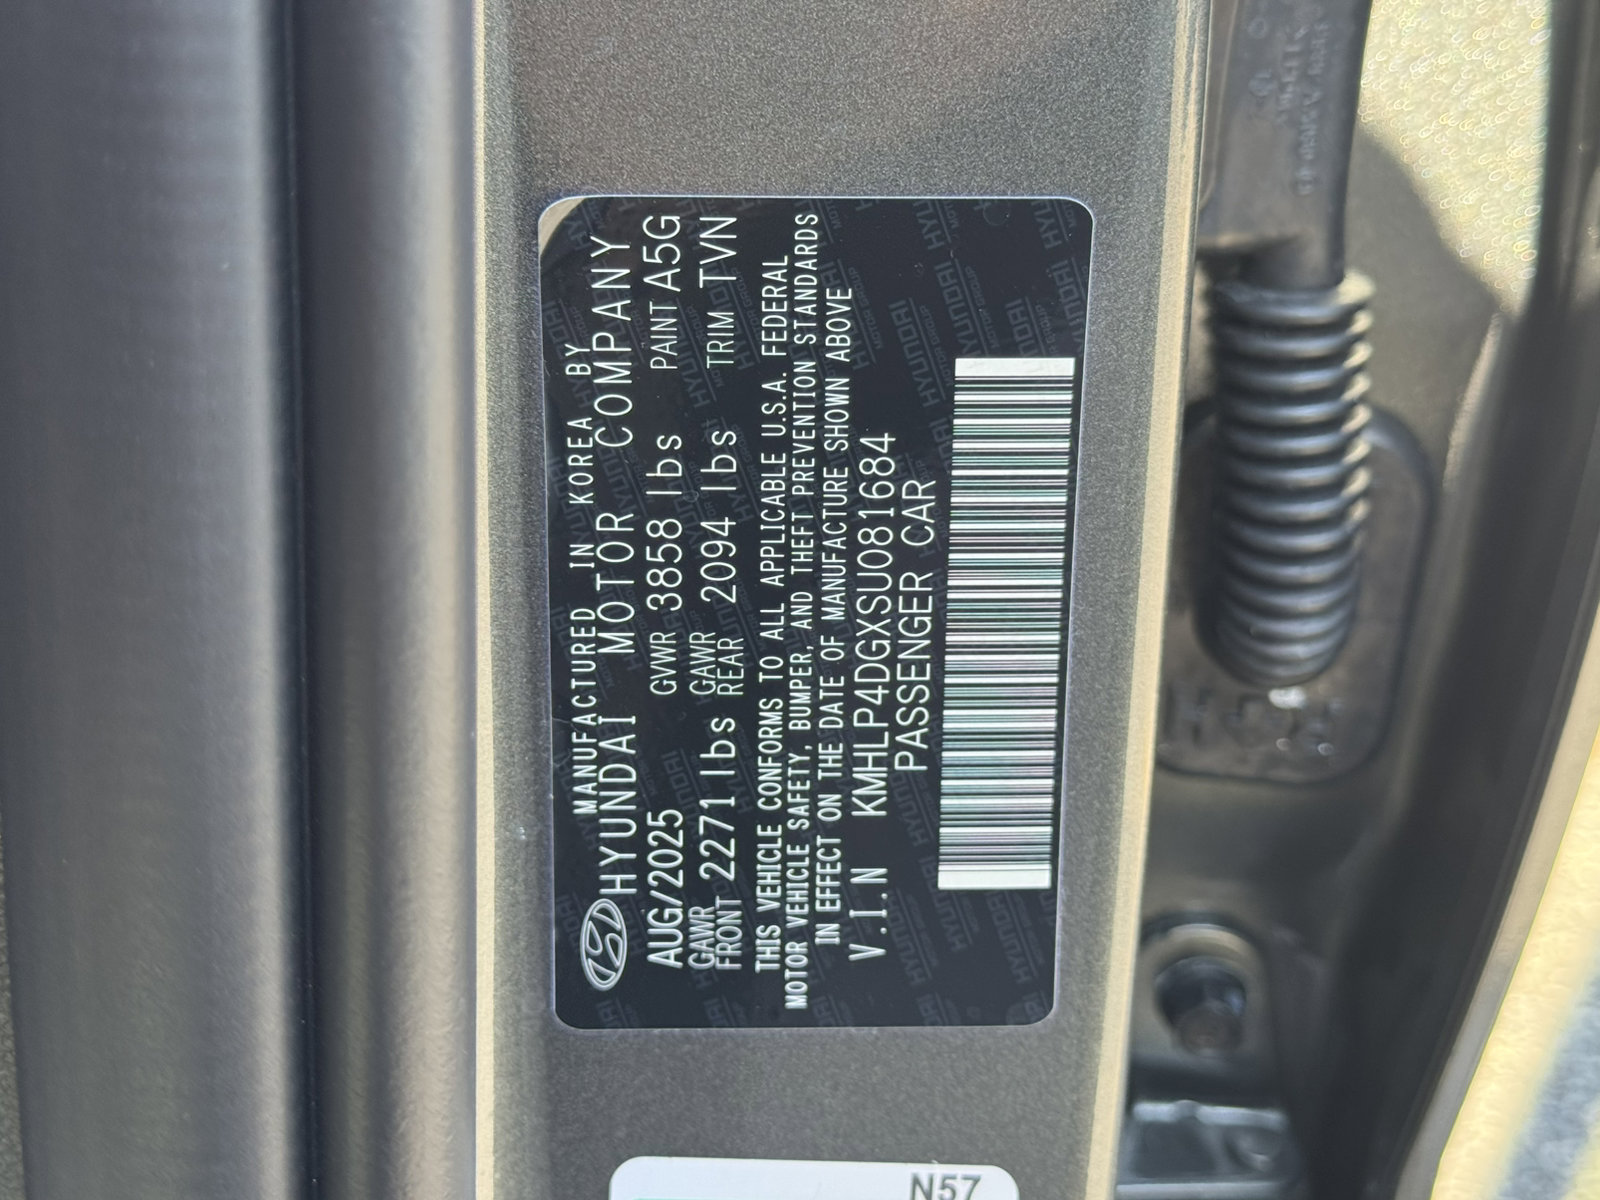 MANUFACTURED IN KOREA BY
HYUNDAI MOTOR COMPANY
AUG/2025 GVWR 3858 lbs PAINT A5G
GAWR FRONT 2271 lbs GAWR REAR 2094 lbs TRIM TVN
THIS VEHICLE CONFORMS TO ALL APPLICABLE U.S.A. FEDERAL
MOTOR VEHICLE SAFETY, BUMPER, AND THEFT PREVENTION STANDARDS
IN EFFECT ON THE DATE OF MANUFACTURE SHOWN ABOVE
V.I.N KMHLP4DGXSU081684
PASSENGER CAR
N57